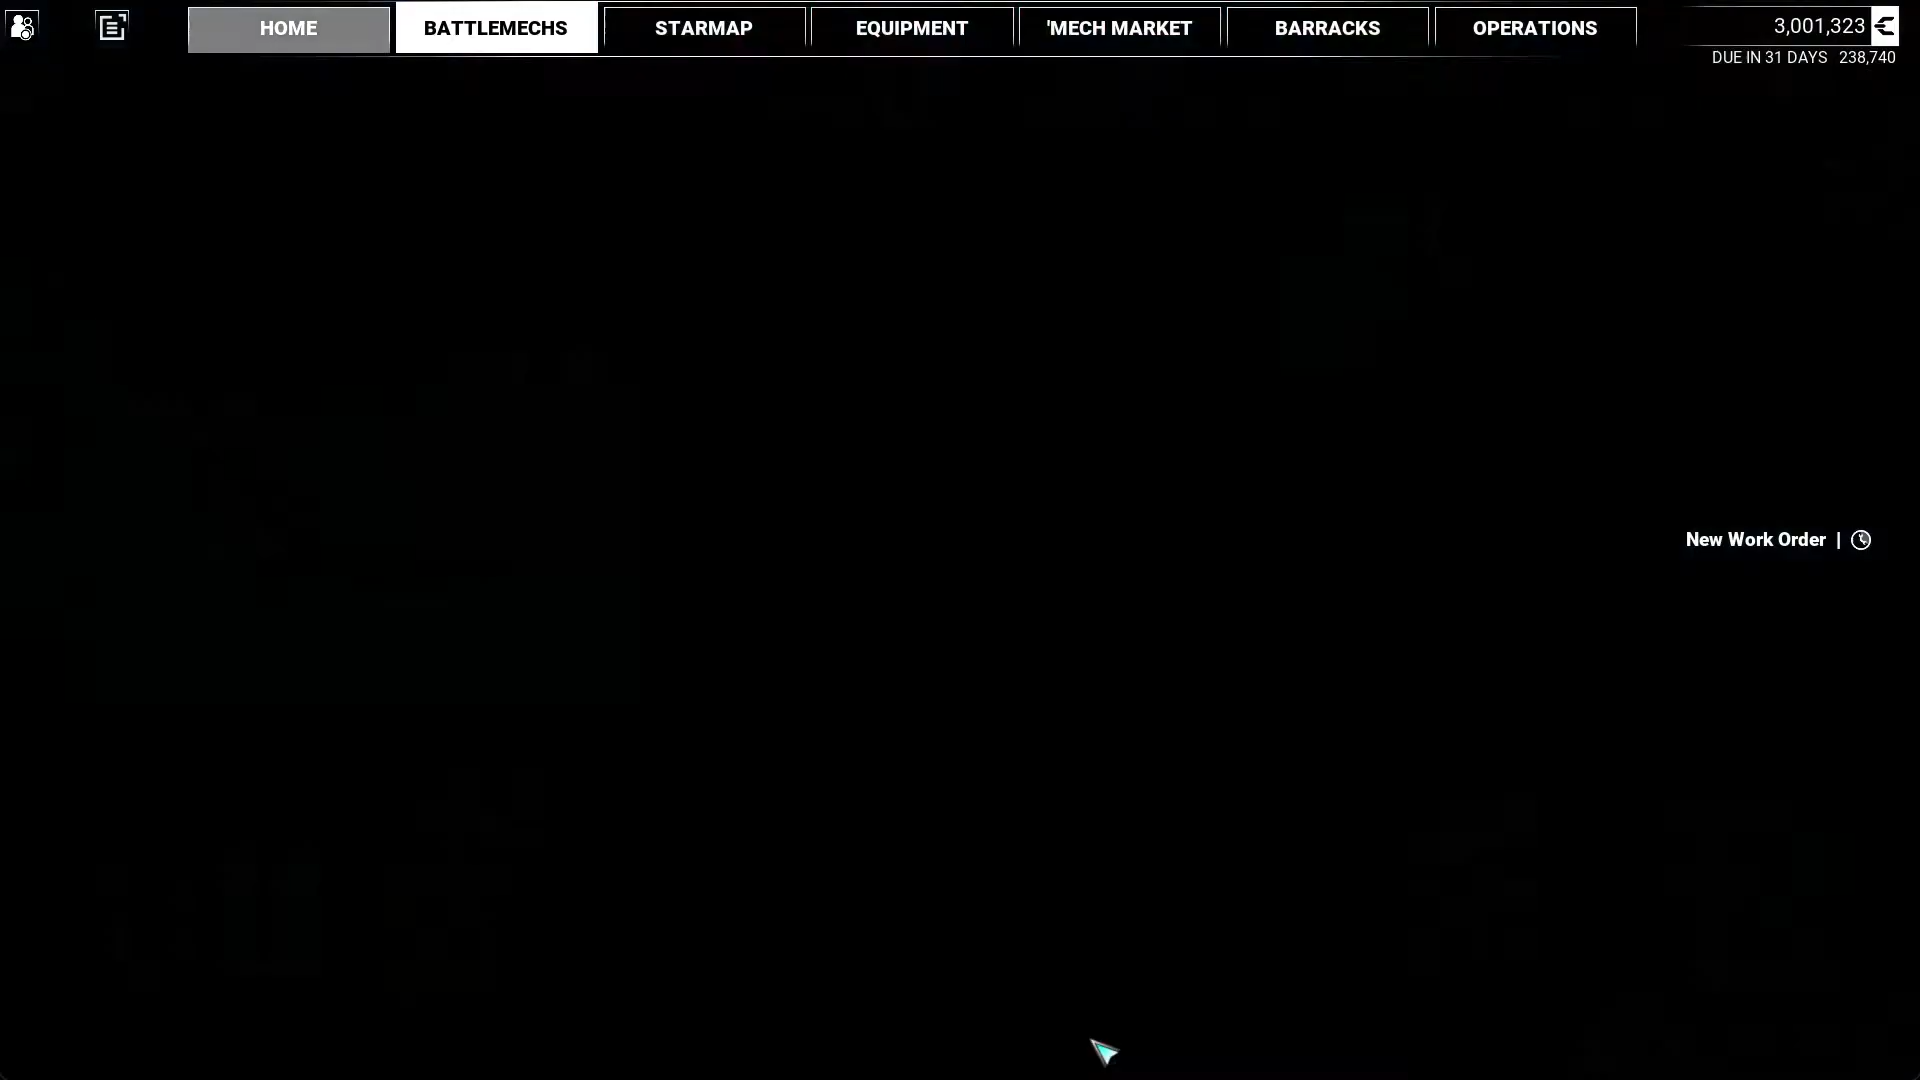 HOME
BATTLEMECHS
STARMAP
EQUIPMENT
'MECH MARKET
BARRACKS
OPERATIONS
3,001,323
DUE IN 31 DAYS 238,740
New Work Order |